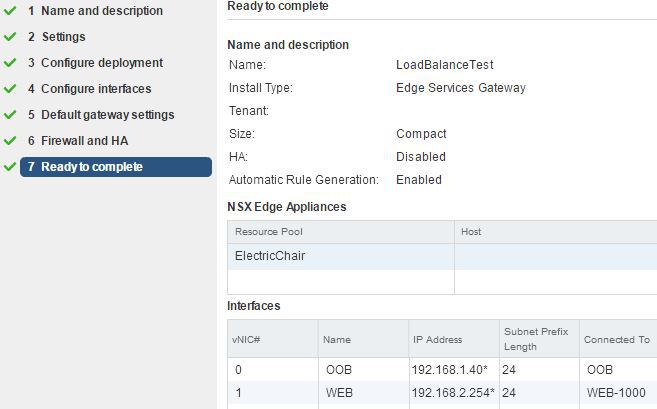 1 Name and description
2 Settings
3 Configure deployment
4 Configure interfaces
5 Default gateway settings
6 Firewall and HA
7 Ready to complete
Ready to complete
Name and description
Name: LoadBalanceTest
Install Type: Edge Services Gateway
Tenant:
Size: Compact
HA: Disabled
Automatic Rule Generation: Enabled
NSX Edge Appliances
Resource Pool Host
ElectricChair
Interfaces
vNIC# Name IP Address Subnet Prefix Length Connected To
0 OOB 192.168.1.40* 24 OOB
1 WEB 192.168.2.254* 24 WEB-1000